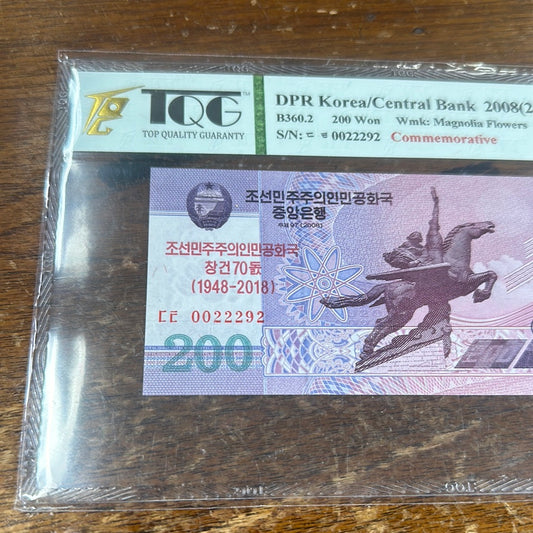 TQG™
TOP QUALITY GUARANTY
DPR Korea/Central Bank 2008(2
B360.2 200 Won Wmk: Magnolia Flowers
0022292 Commemorative
조선민주주의인민공화국
중앙은행
주체97 (2008)
조선민주주의인민공화국
창건70돐
(1948-2018)
ㄷㄷ 0022292
200